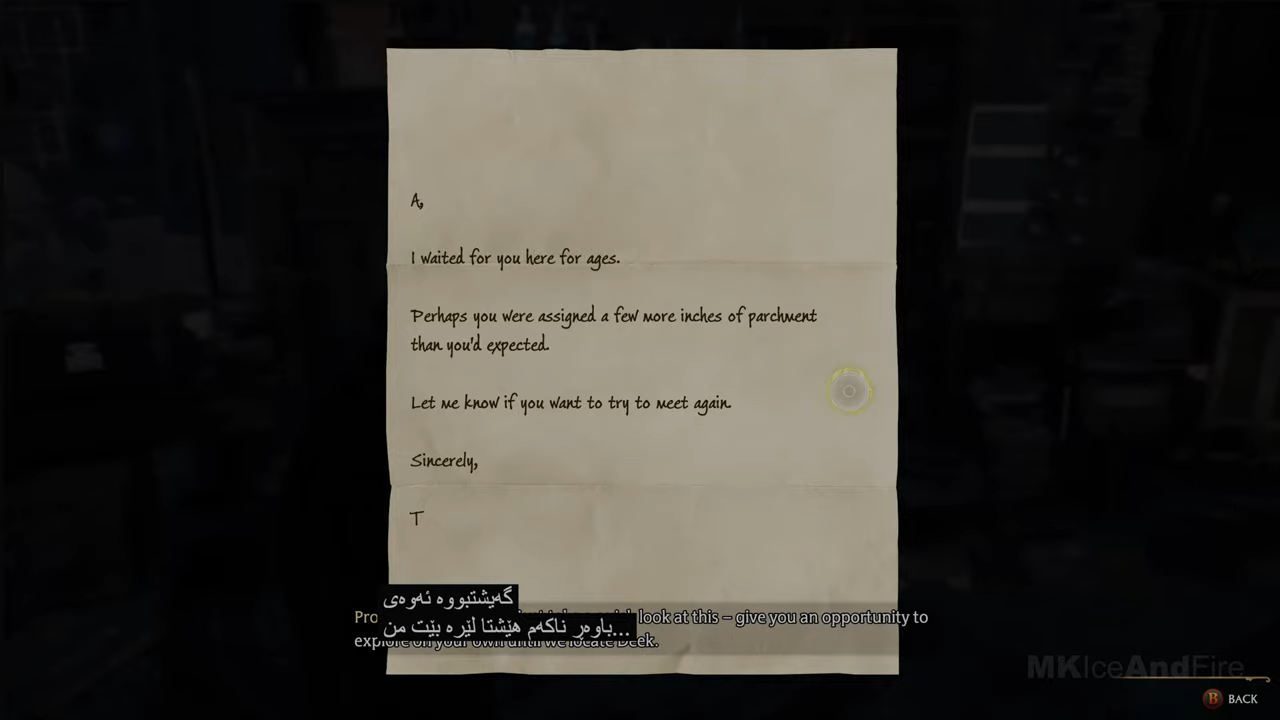 A,
I waited for you here for ages.
Perhaps you were assigned a few more inches of parchment
than you'd expected.
Let me know if you want to try to meet again.
Sincerely,
T
گەیشتبووە ئەوەی
باوەڕ ناکەم هێشتا لێرە بێت من...
Pro look at this – give you an opportunity to
explore on your own until we locate Deek.
MKIceAndFire
B BACK